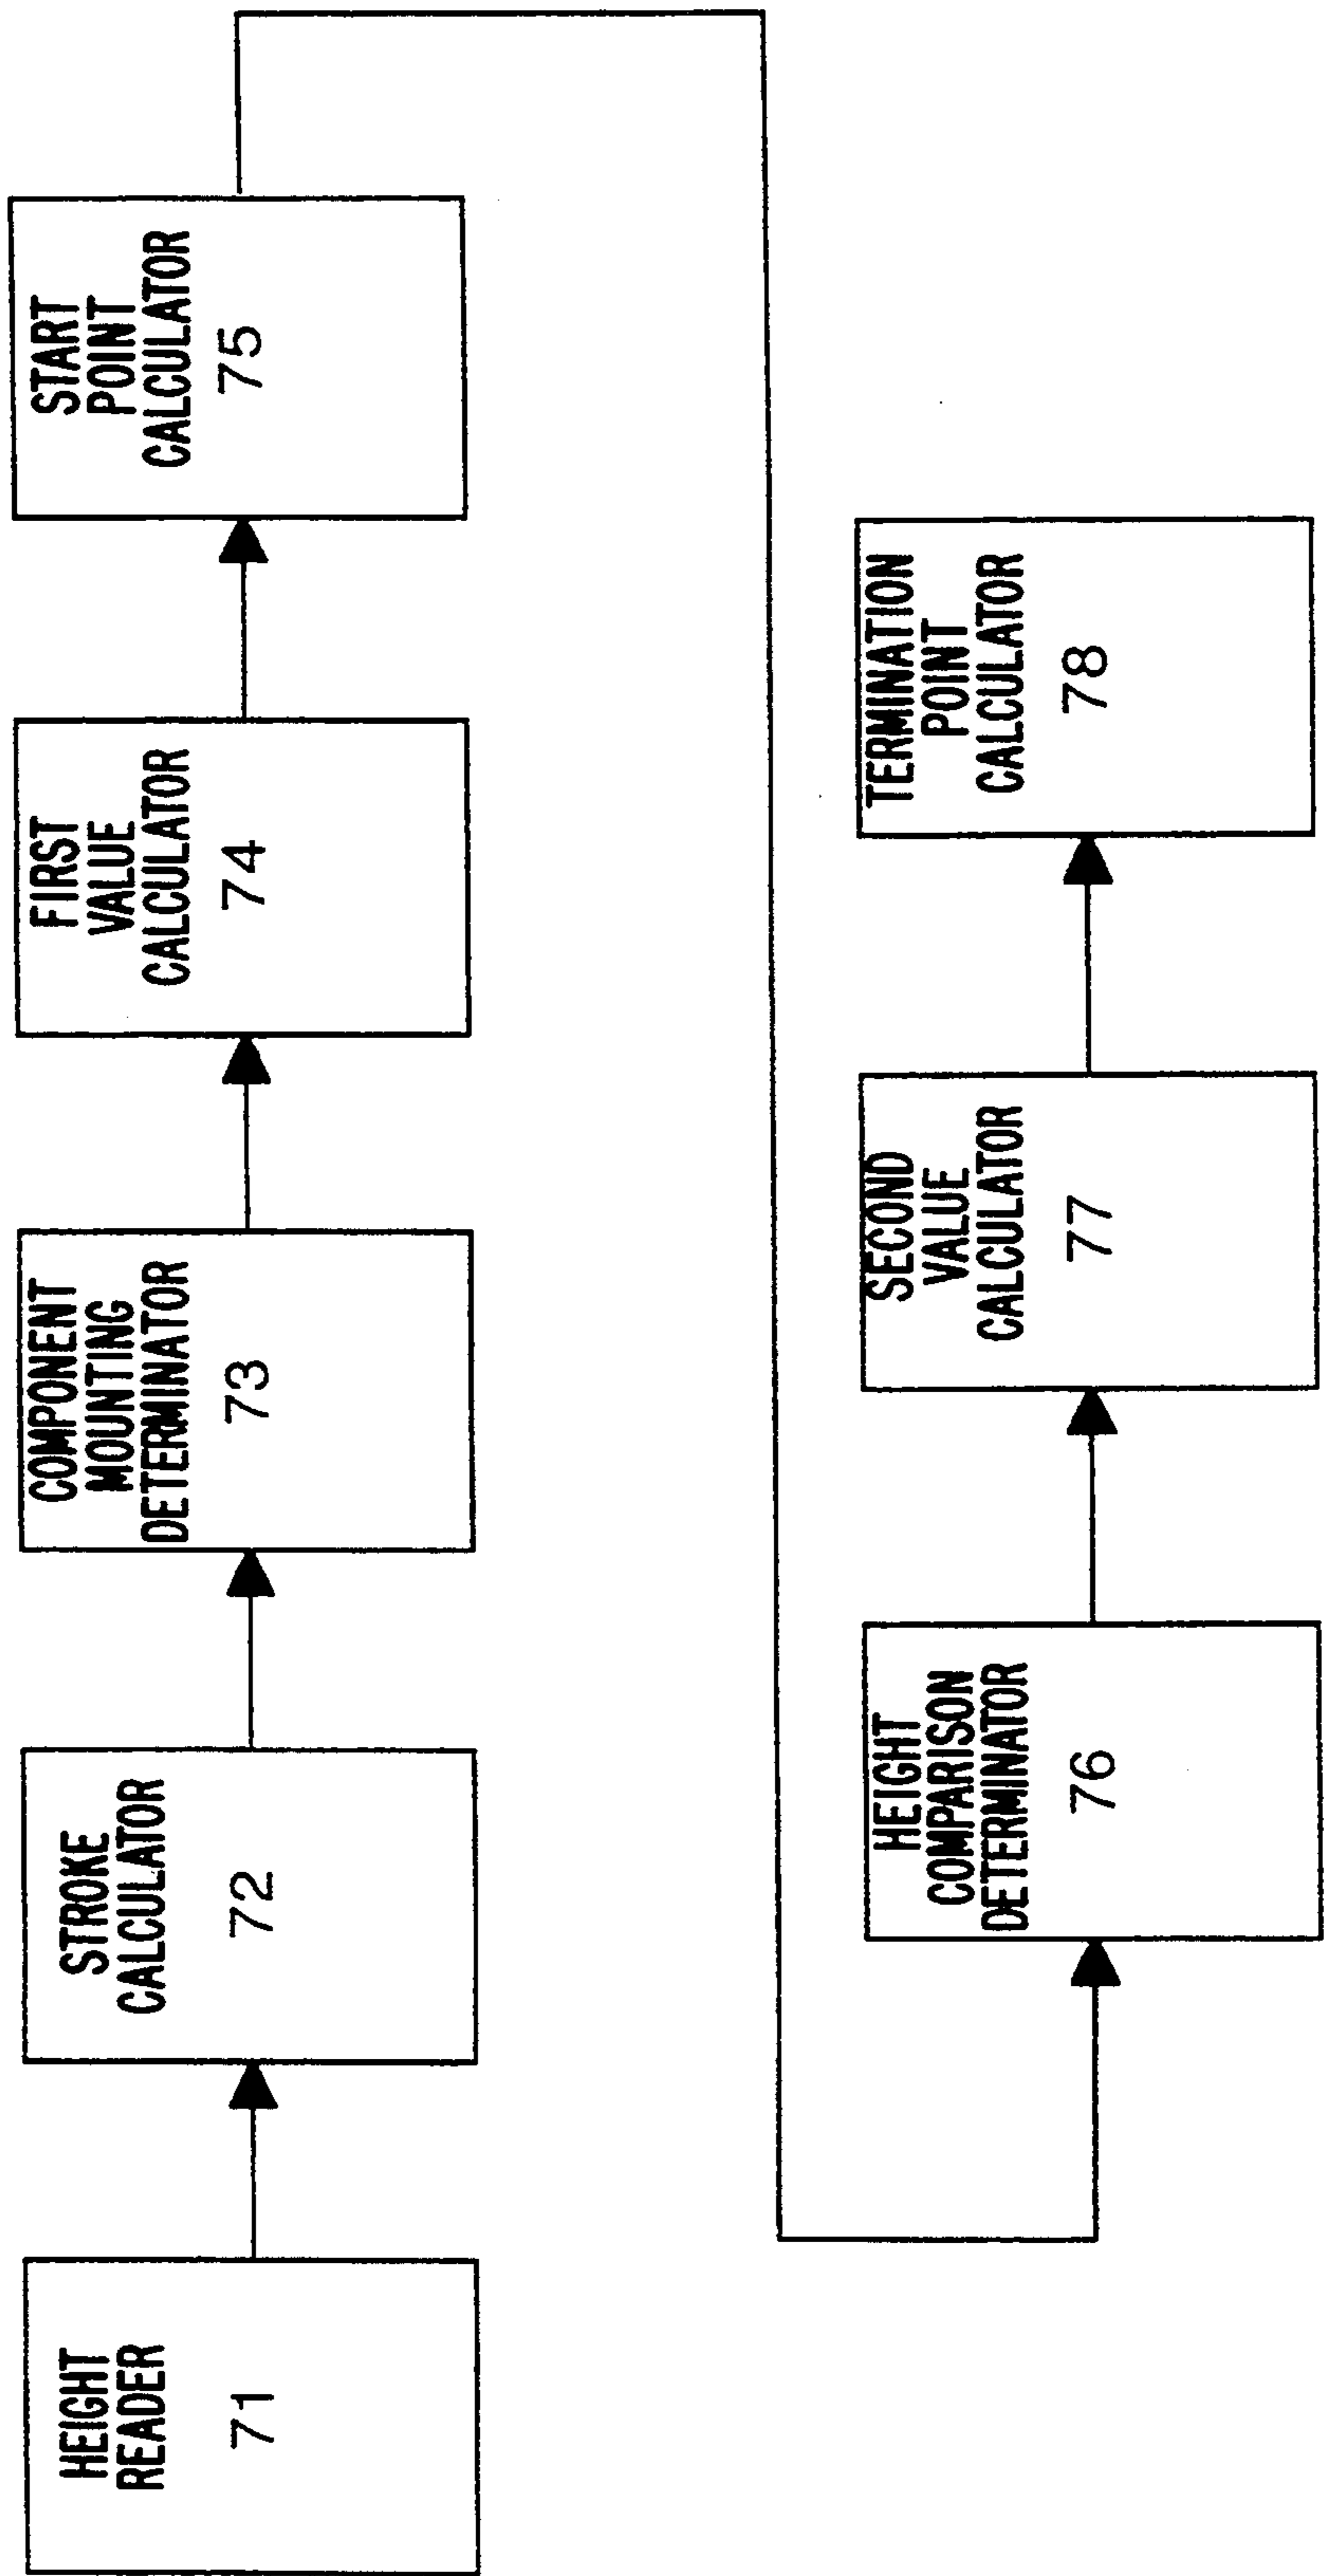 HEIGHT
READER
71
STROKE
CALCULATOR
72
COMPONENT
MOUNTING
DETERMINATOR
73
FIRST
VALUE
CALCULATOR
74
START
POINT
CALCULATOR
75
HEIGHT
COMPARISON
DETERMINATOR
76
SECOND
VALUE
CALCULATOR
77
TERMINATION
POINT
CALCULATOR
78